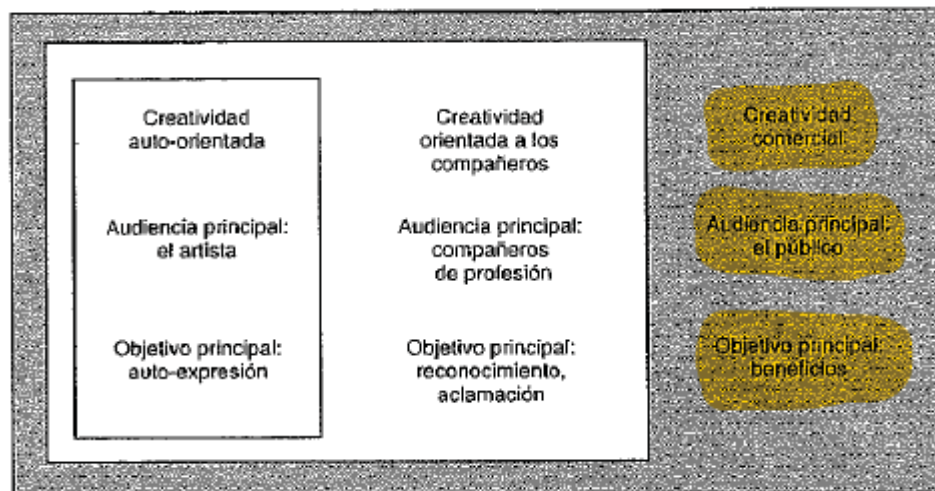 Creatividad
auto-orientada
Audiencia principal:
el artista
Objetivo principal:
auto-expresión
Creatividad
orientada a los
compañeros
Audiencia principal:
compañeros
de profesión
Objetivo principal:
reconocimiento,
aclamación
Creatividad
comercial
Audiencia principal:
el público
Objetivo principal:
beneficios